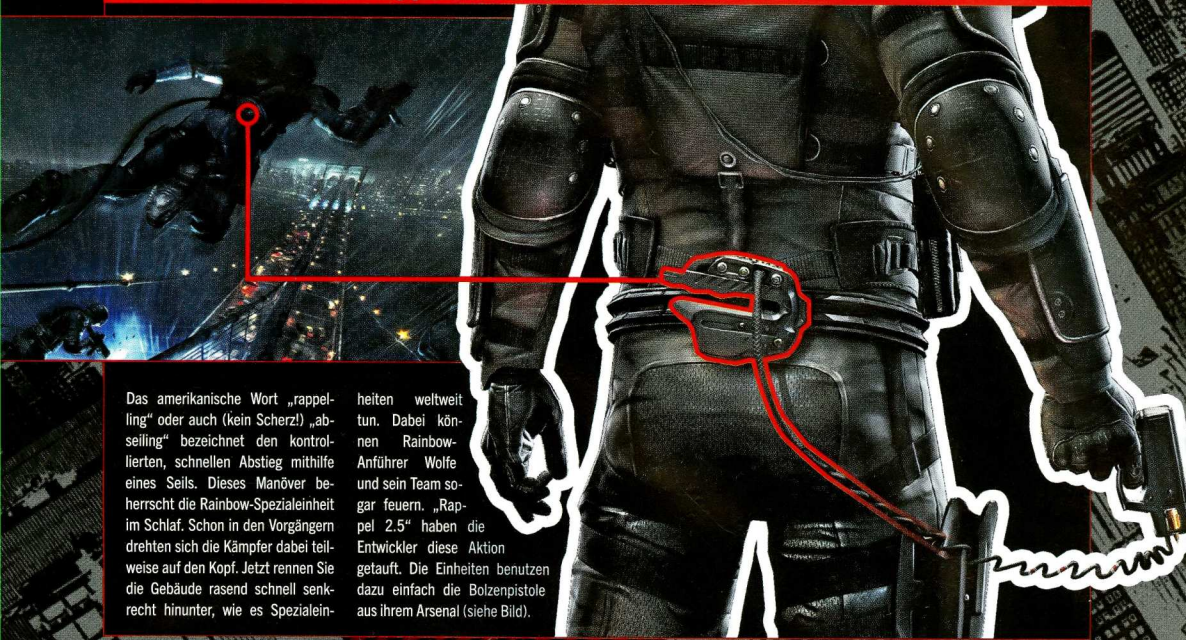 Das amerikanische Wort „rappel-
ling“ oder auch (kein Scherz!) „ab-
seiling“ bezeichnet den kontrol-
lierten, schnellen Abstieg mithilfe
eines Seils. Dieses Manöver be-
herrscht die Rainbow-Spezialeinheit
im Schlaf. Schon in den Vorgängern
drehten sich die Kämpfer dabei teil-
weise auf den Kopf. Jetzt rennen Sie
die Gebäude rasend schnell senk-
recht hinunter, wie es Spezialein-
heiten weltweit
tun. Dabei kön-
nen Rainbow-
Anführer Wolfe
und sein Team so-
gar feuern. „Rap-
pel 2.5“ haben die
Entwickler diese Aktion
getauft. Die Einheiten benutzen
dazu einfach die Bolzenpistole
aus ihrem Arsenal (siehe Bild).